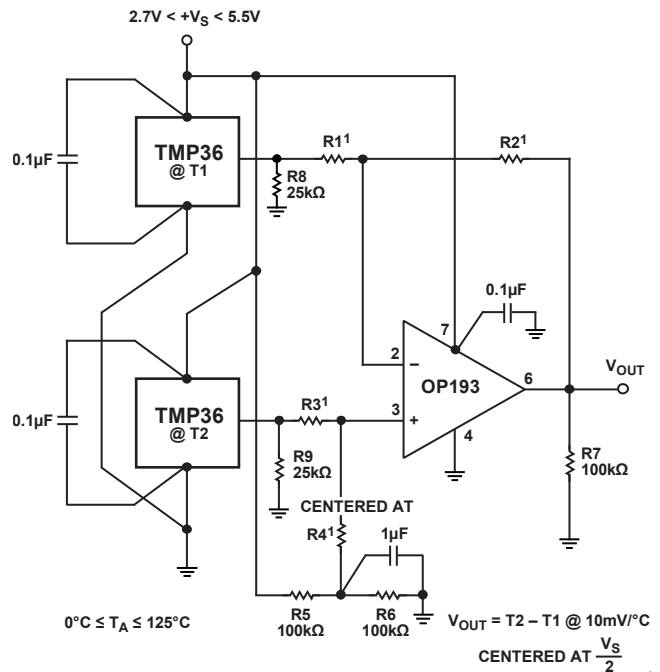 2.7V < +VS < 5.5V
0.1µF
TMP36
@ T1
R1¹
R2¹
R8
25kΩ
0.1µF
7
2
−
VOUT
OP193
6
0.1µF
TMP36
@ T2
R3¹
3
+
4
R9
25kΩ
R7
100kΩ
CENTERED AT
R4¹
1µF
0°C ≤ TA ≤ 125°C
R5
100kΩ
R6
100kΩ
VOUT = T2 – T1 @ 10mV/°C
CENTERED AT VS/2